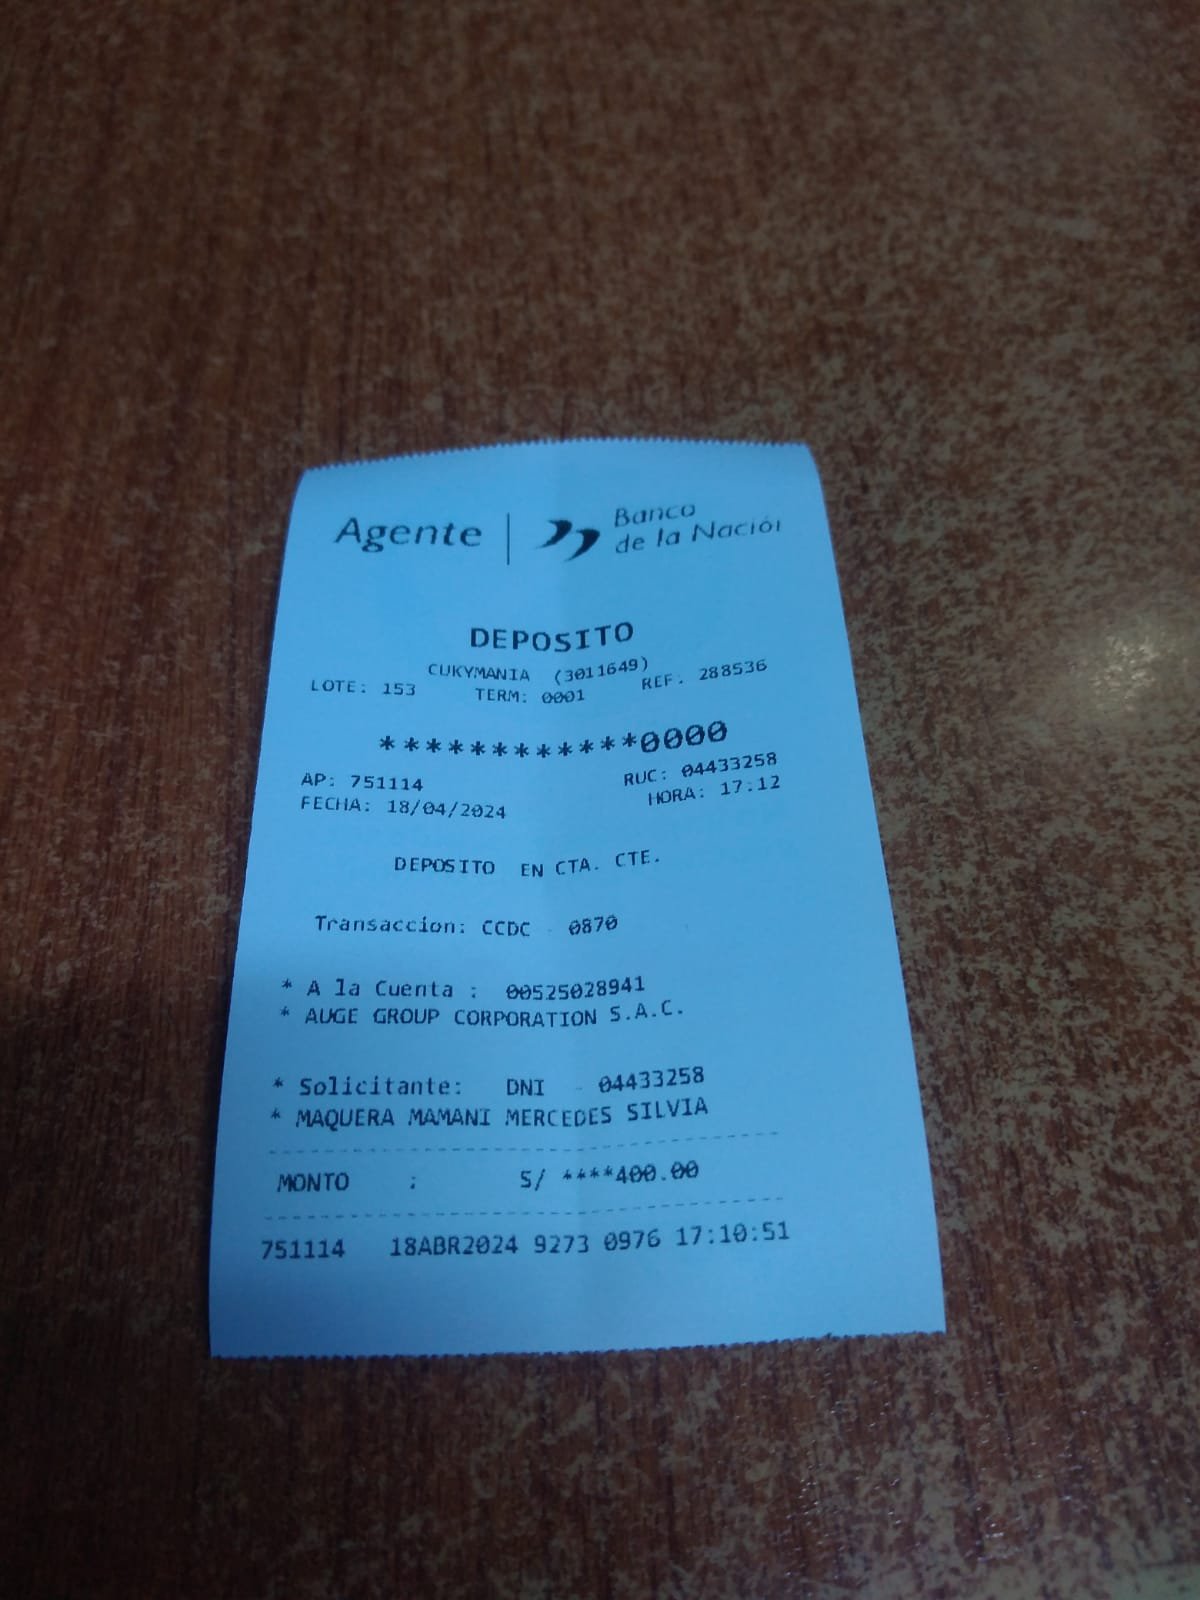 Agente | Banco
de la Nación
DEPOSITO
CUKYMANIA (3011649)
LOTE: 153 TERM: 0001 REF. 288536
************0000
AP: 751114 RUC: 04433258
FECHA: 18/04/2024 HORA: 17:12
DEPOSITO EN CTA. CTE.
Transaccion: CCDC - 0870
* A la Cuenta : 00525028941
* AUGE GROUP CORPORATION S.A.C.
* Solicitante: DNI - 04433258
* MAQUERA MAMANI MERCEDES SILVIA
MONTO : S/ ****400.00
751114 18ABR2024 9273 0976 17:10:51